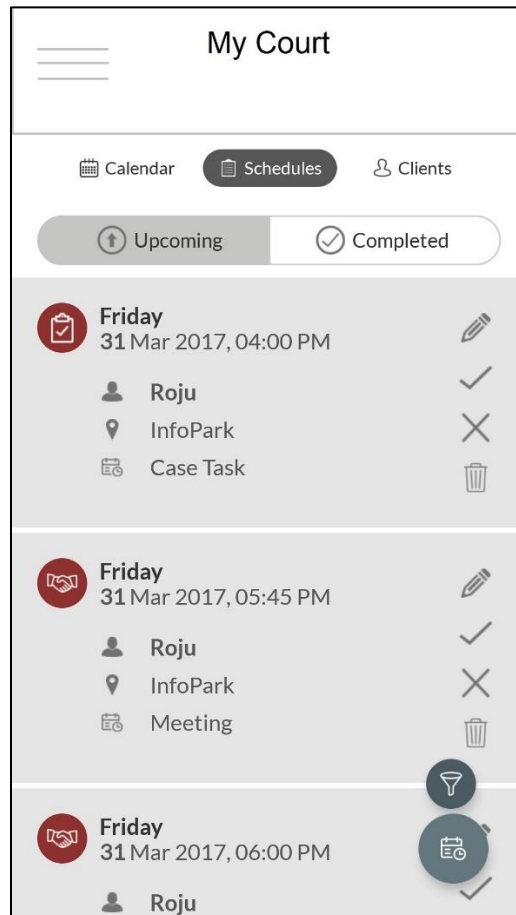 My Court
Calendar Schedules Clients
Upcoming Completed
Friday
31 Mar 2017, 04:00 PM
Roju
InfoPark
Case Task
Friday
31 Mar 2017, 05:45 PM
Roju
InfoPark
Meeting
Friday
31 Mar 2017, 06:00 PM
Roju